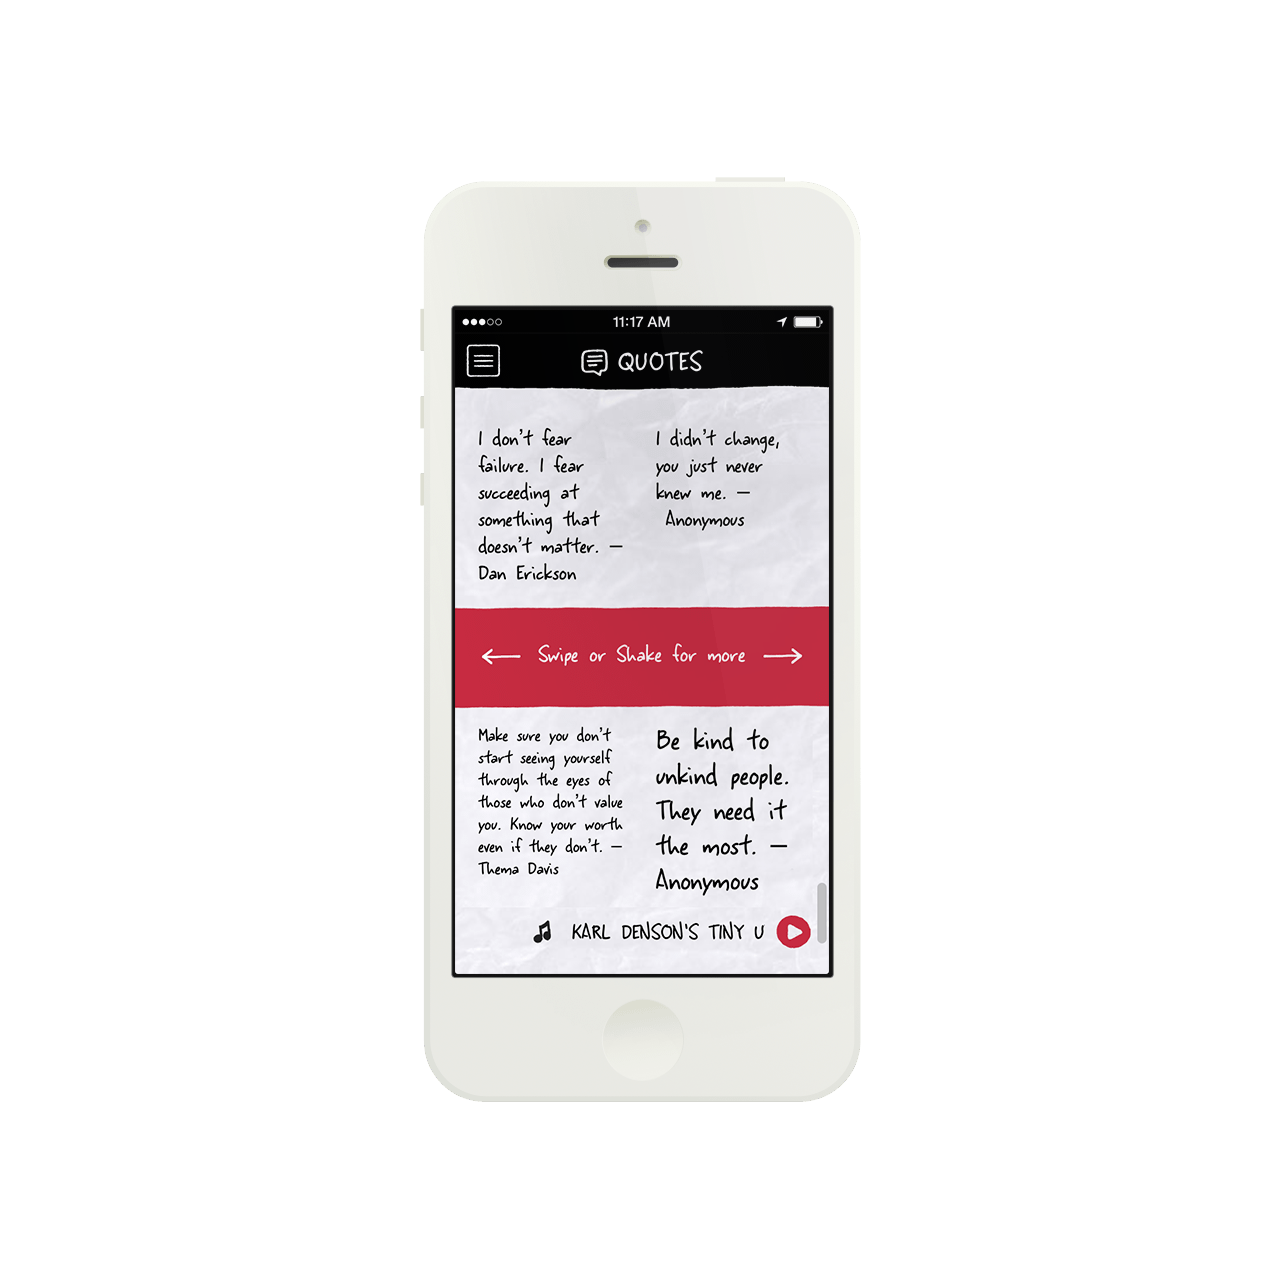 11:17 AM
QUOTES
I don't fear
failure. I fear
succeeding at
something that
doesn't matter. —
Dan Erickson
I didn't change,
you just never
knew me. —
Anonymous
Swipe or Shake for more
Make sure you don't
start seeing yourself
through the eyes of
those who don't value
you. Know your worth
even if they don't. —
Thema Davis
Be kind to
unkind people.
They need it
the most. —
Anonymous
KARL DENSON'S TINY U